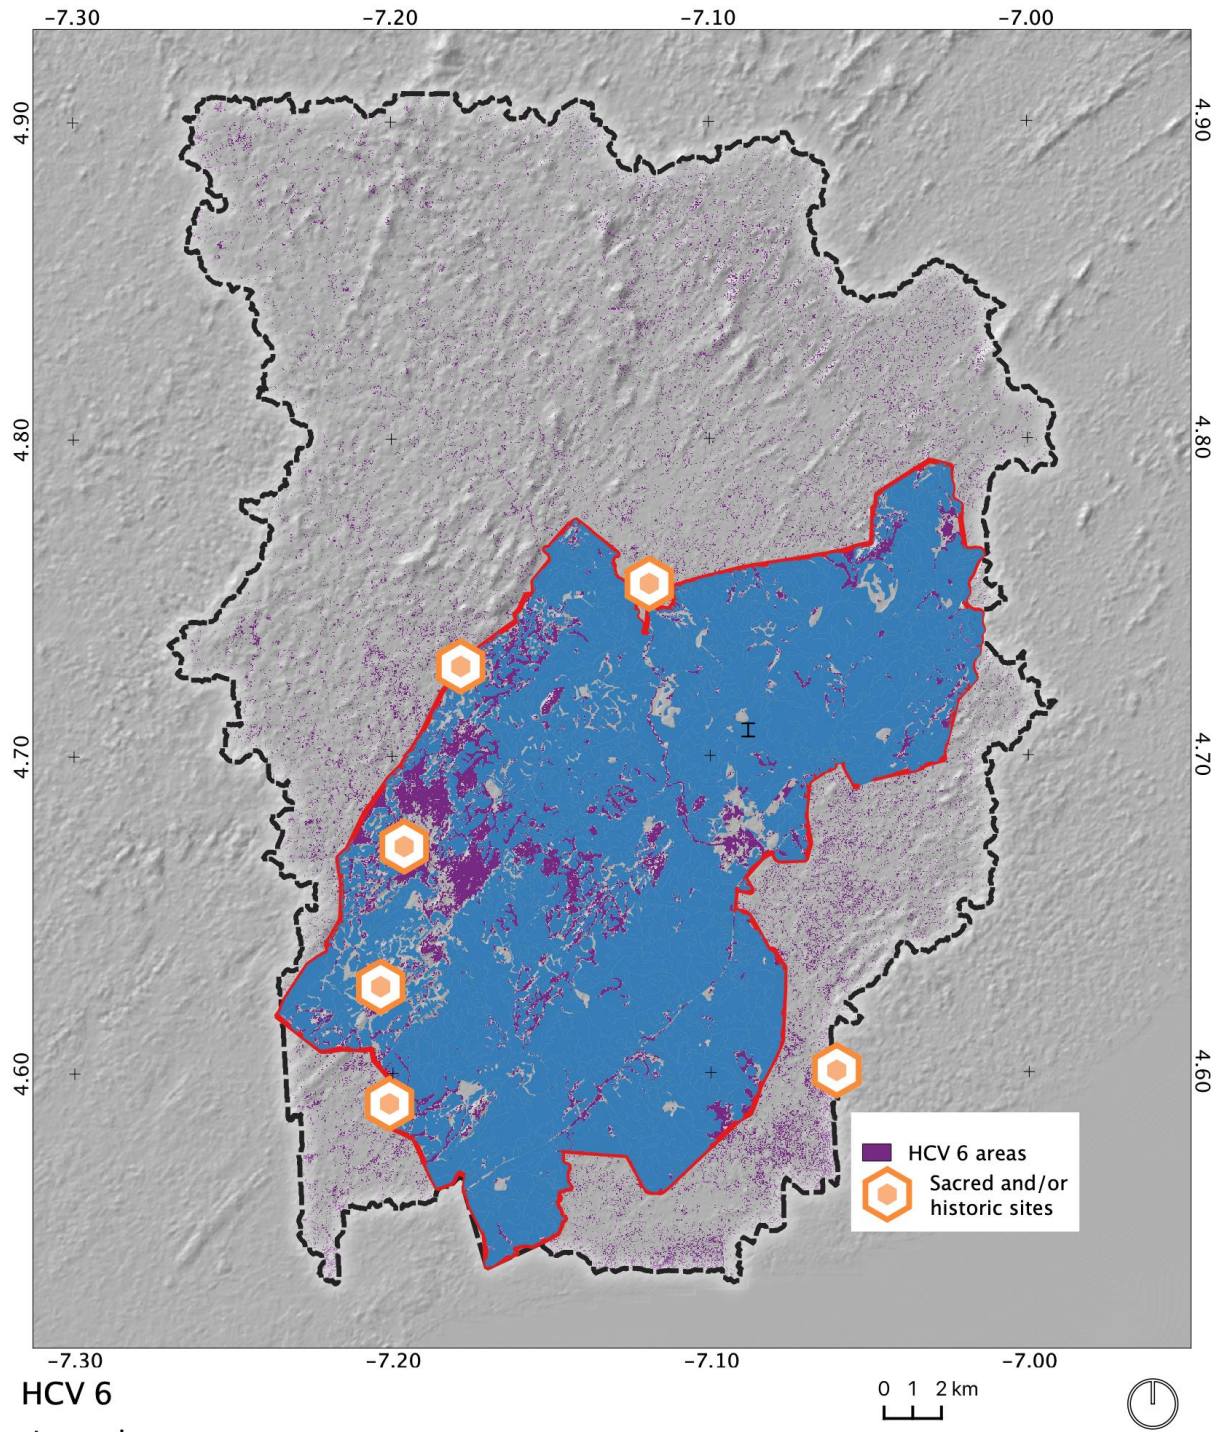 -7.30 -7.20 -7.10 -7.00
4.90 4.90
4.80 4.80
4.70 4.70
4.60 4.60
HCV 6 areas
Sacred and/or
historic sites
-7.30 -7.20 -7.10 -7.00
HCV 6
0 1 2 km